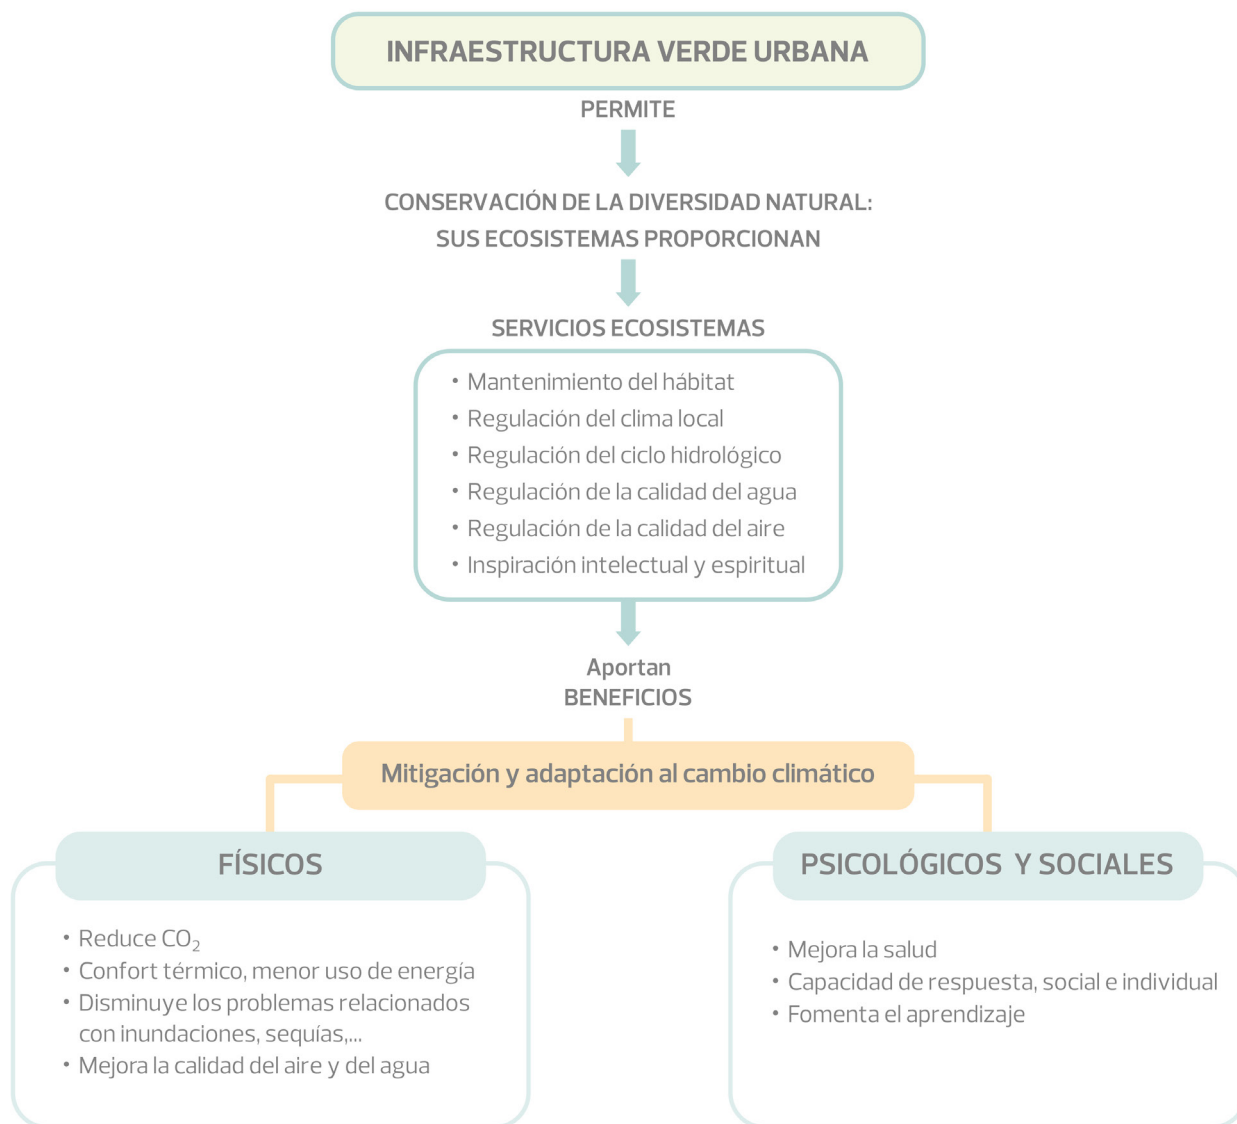 INFRAESTRUCTURA VERDE URBANA
PERMITE
CONSERVACIÓN DE LA DIVERSIDAD NATURAL:
SUS ECOSISTEMAS PROPORCIONAN
SERVICIOS ECOSISTEMAS
• Mantenimiento del hábitat
• Regulación del clima local
• Regulación del ciclo hidrológico
• Regulación de la calidad del agua
• Regulación de la calidad del aire
• Inspiración intelectual y espiritual
Aportan
BENEFICIOS
Mitigación y adaptación al cambio climático
FÍSICOS
• Reduce CO₂
• Confort térmico, menor uso de energía
• Disminuye los problemas relacionados
con inundaciones, sequías,...
• Mejora la calidad del aire y del agua
PSICOLÓGICOS Y SOCIALES
• Mejora la salud
• Capacidad de respuesta, social e individual
• Fomenta el aprendizaje